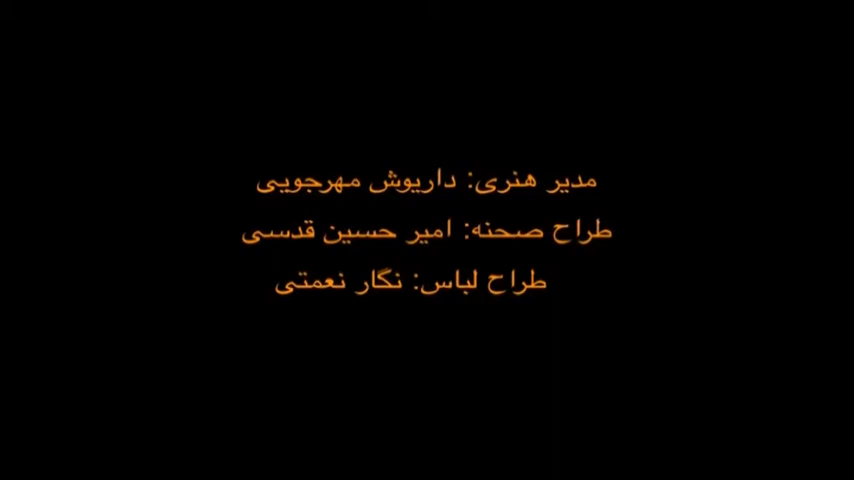 مدیر هنری: داریوش مهرجویی
طراح صحنه: امیر حسین قدسی
طراح لباس: نگار نعمتی